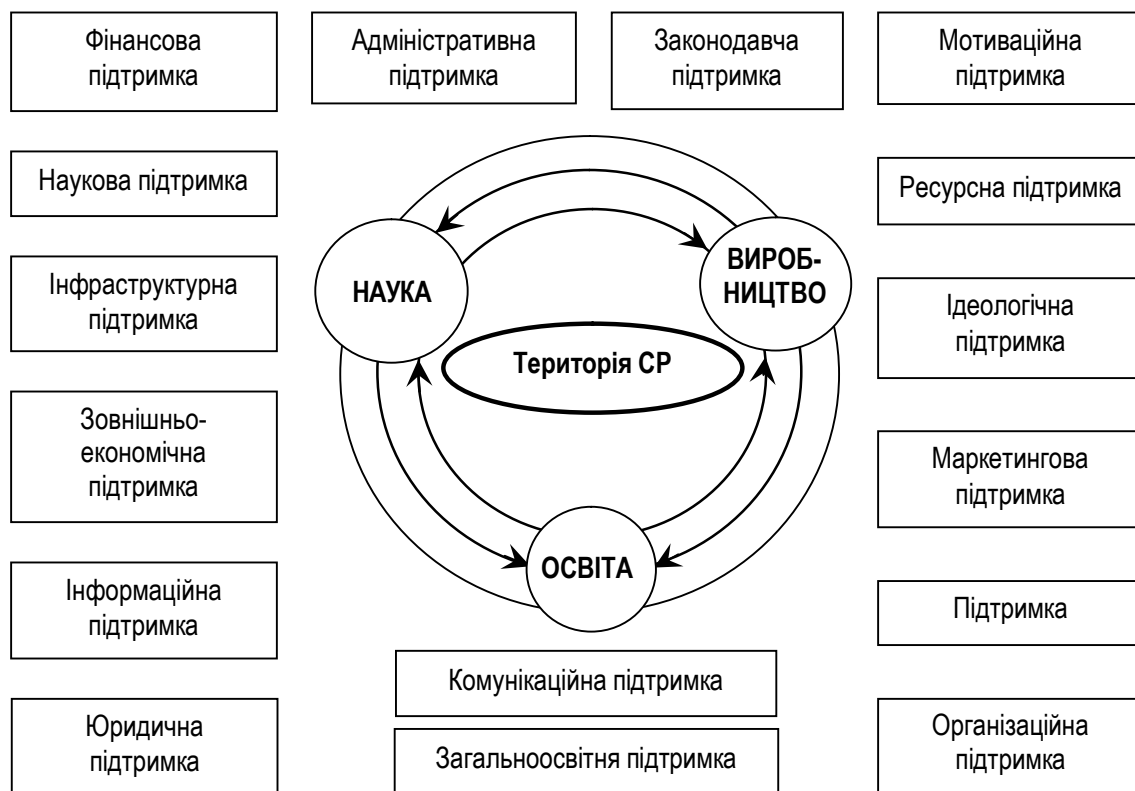 Фінансова
підтримка
Адміністративна
підтримка
Законодавча
підтримка
Мотиваційна
підтримка
Наукова підтримка
Ресурсна підтримка
Інфраструктурна
підтримка
НАУКА
ВИРОБ-
НИЦТВО
Ідеологічна
підтримка
Територія СР
Зовнішньо-
економічна
підтримка
Маркетингова
підтримка
ОСВІТА
Інформаційна
підтримка
Підтримка
Комунікаційна підтримка
Юридична
підтримка
Загальноосвітня підтримка
Організаційна
підтримка